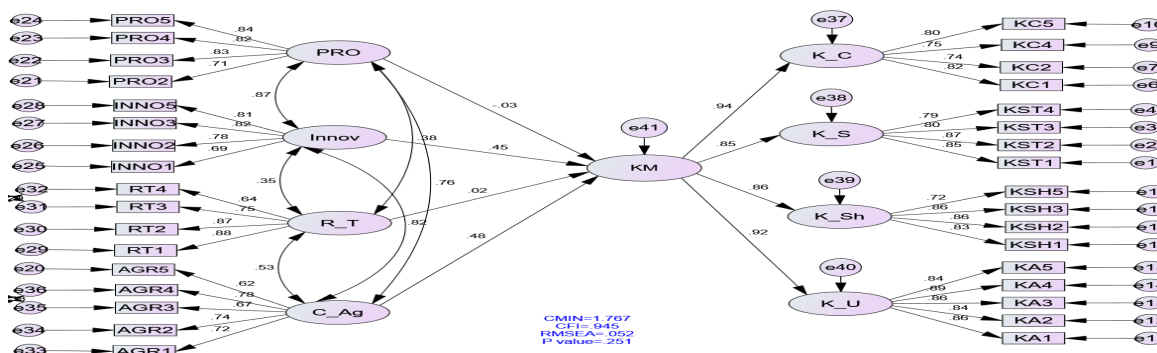 e24 PRO5 .84
e23 PRO4 .82
e22 PRO3 .83
e21 PRO2 .71
PRO
e28 INNO5 .81
e27 INNO3 .82
e26 INNO2 .78
e25 INNO1 .69
Innov
e32 RT4 .64
e31 RT3 .75
e30 RT2 .87
e29 RT1 .88
R_T
e20 AGR5 .62
e36 AGR4 .78
e35 AGR3 .67
e34 AGR2 .74
e33 AGR1 .72
C_Ag
.87
.35
.53
.38
.76
.82
-.03
.45
.02
.48
e41
KM
.94
.85
.86
.92
e37
K_C
.80 KC5
.75 KC4 e9
.74 KC2 e7
.82 KC1 e6
e38
K_S
.79 KST4
.80 KST3
.87 KST2
.85 KST1
e39
K_Sh
.72 KSH5
.86 KSH3
.86 KSH2
.83 KSH1
e40
K_U
.84 KA5
.89 KA4
.86 KA3
.84 KA2
.86 KA1
CMIN=1.767
CFI=.945
RMSEA=.052
P value=.251